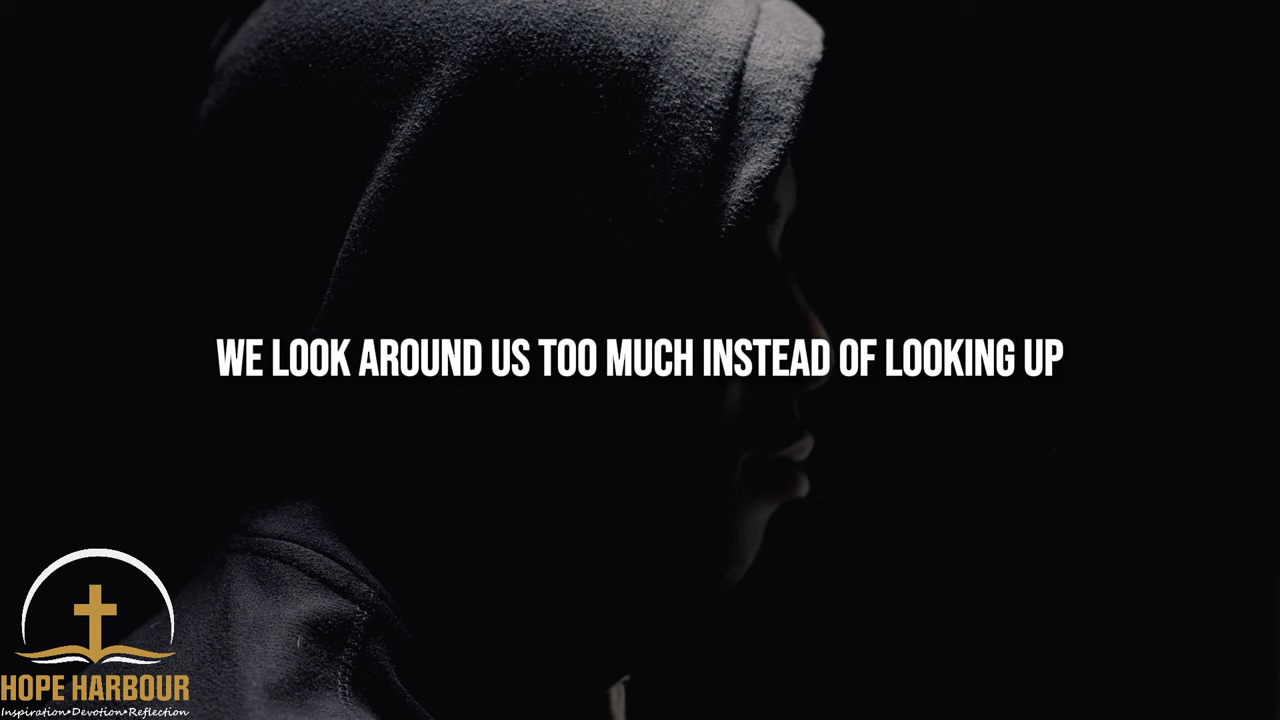 WE LOOK AROUND US TOO MUCH INSTEAD OF LOOKING UP
HOPE HARBOUR
Inspiration•Devotion•Reflection